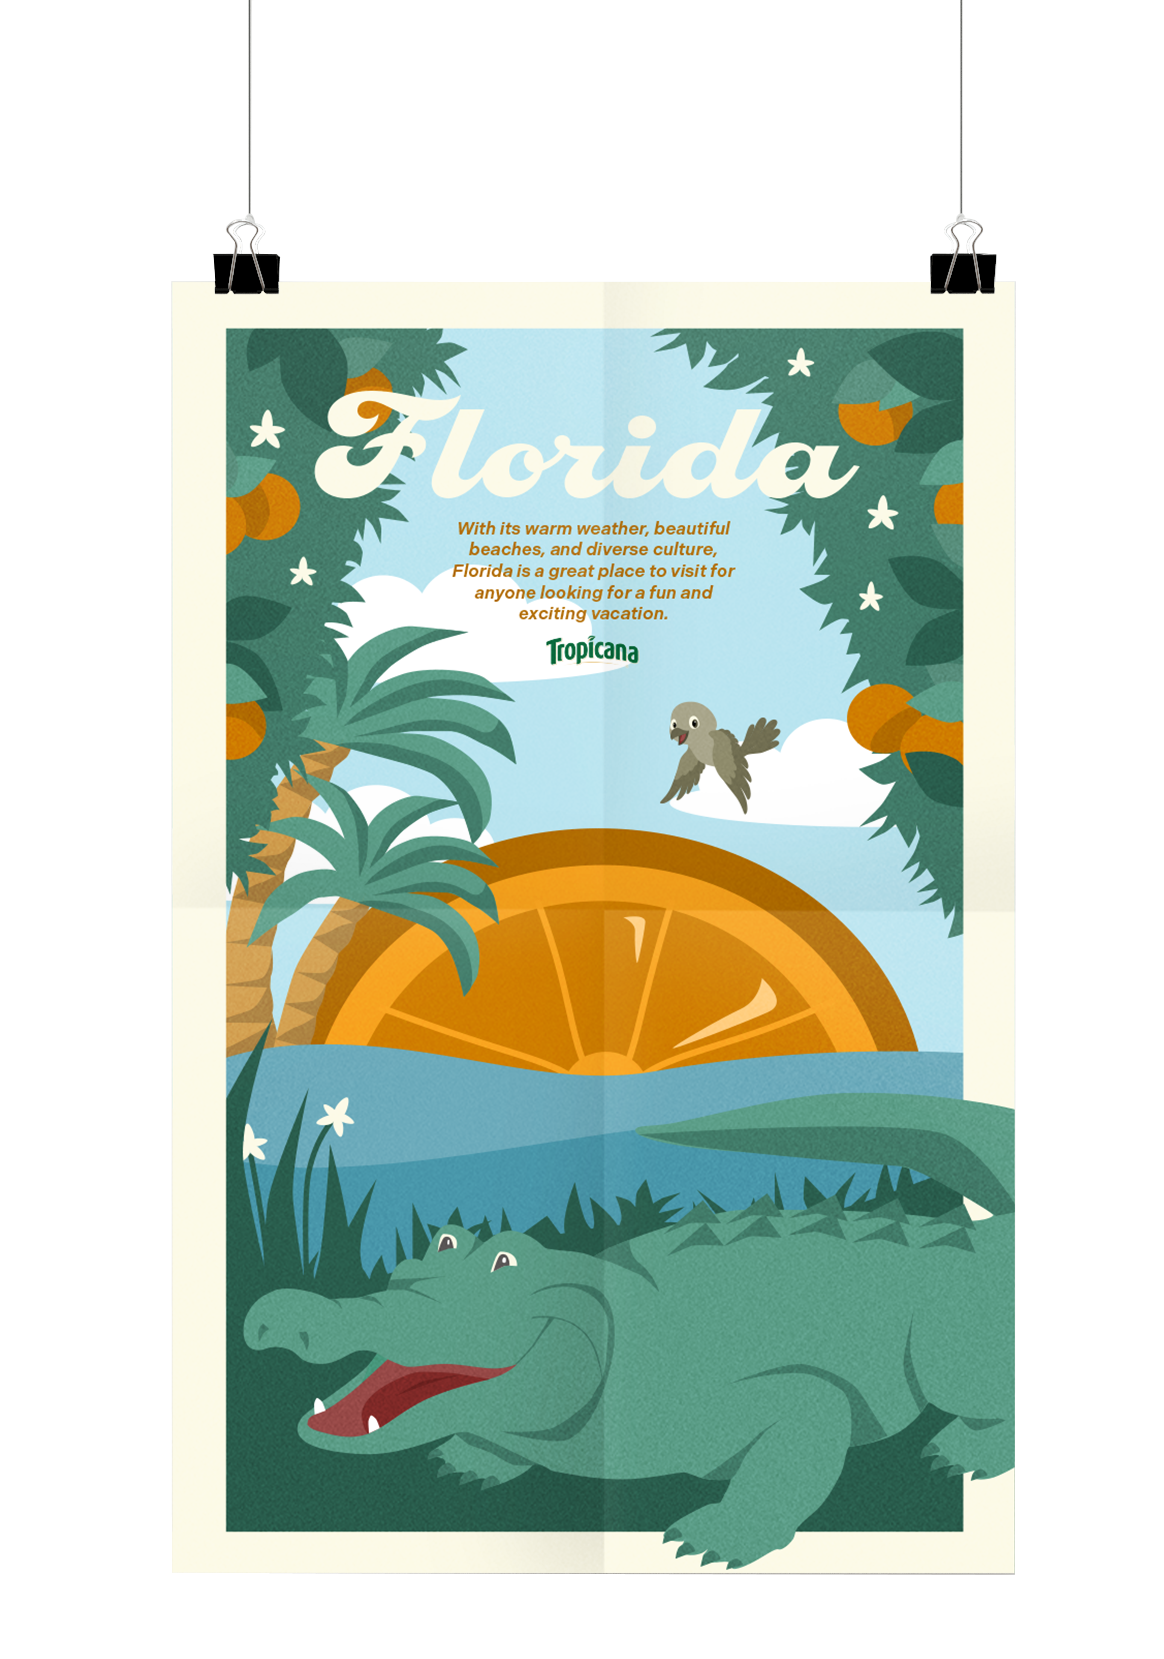 Florida
With its warm weather, beautiful
beaches, and diverse culture,
Florida is a great place to visit for
anyone looking for a fun and
exciting vacation.
Tropicana